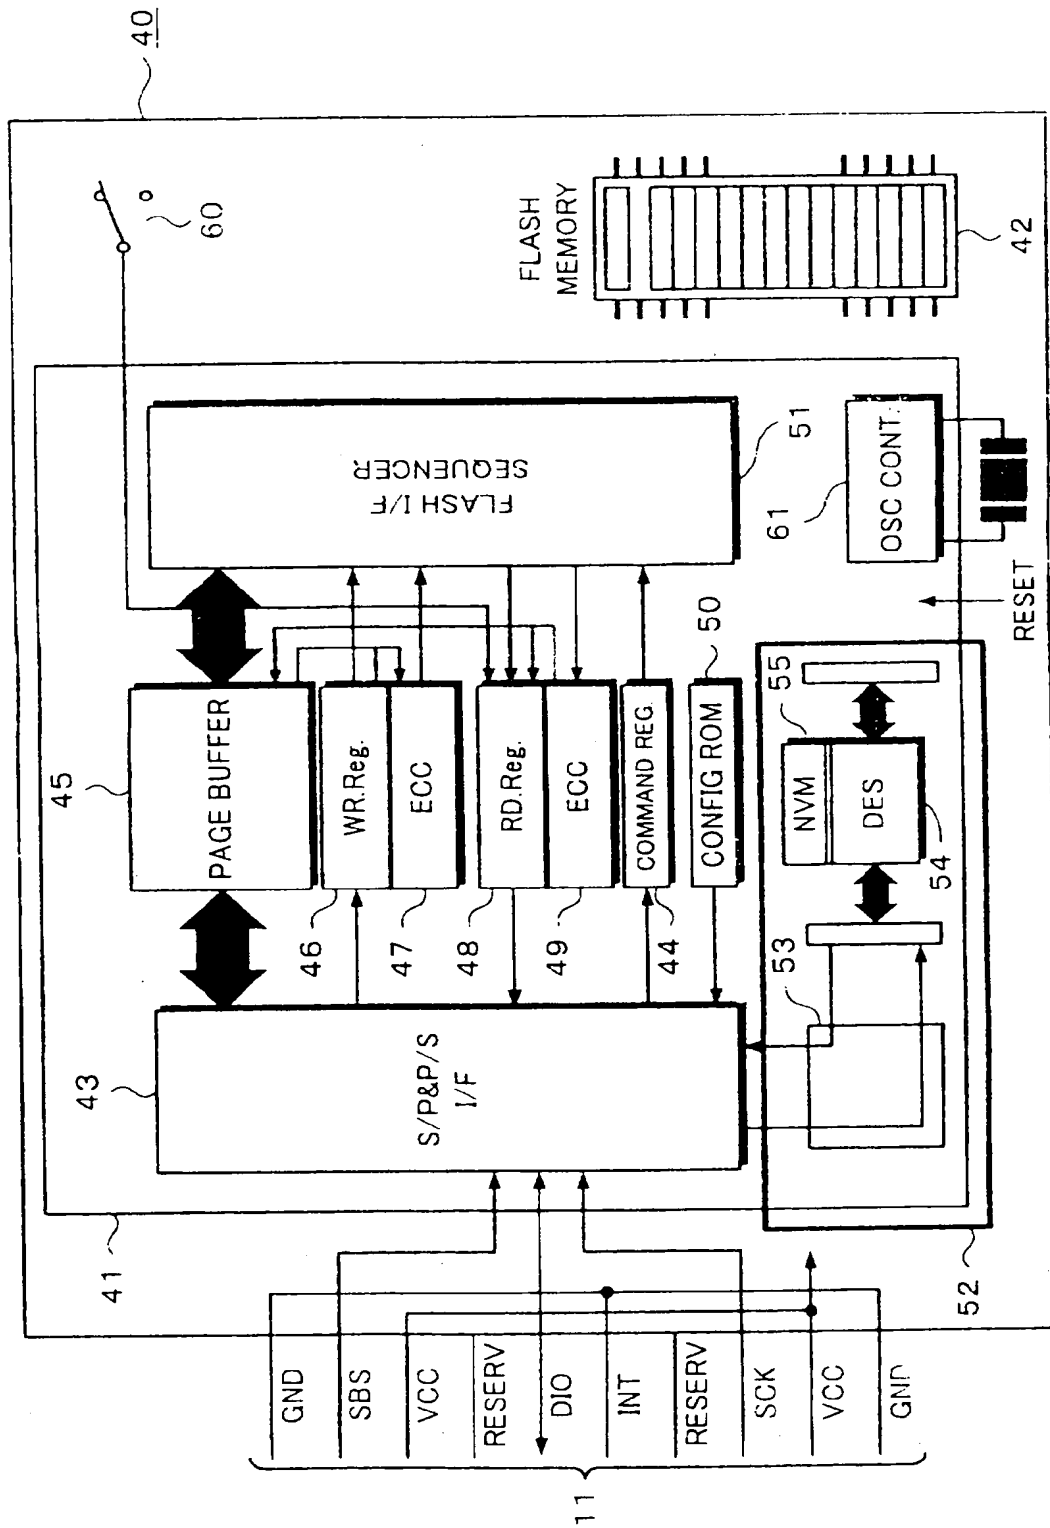 40
60
FLASH
MEMORY
42
45
PAGE BUFFER
46
WR.Reg.
47
ECC
48
RD.Reg.
49
ECC
44
COMMAND REG.
50
CONFIG ROM
FLASH I/F
SEQUENCER
51
61
OSC CONT.
RESET
43
S/P&P/S
I/F
41
52
53
NVM
55
DES
54
GND
SBS
VCC
RESERV
DIO
INT
RESERV
SCK
VCC
GND
11